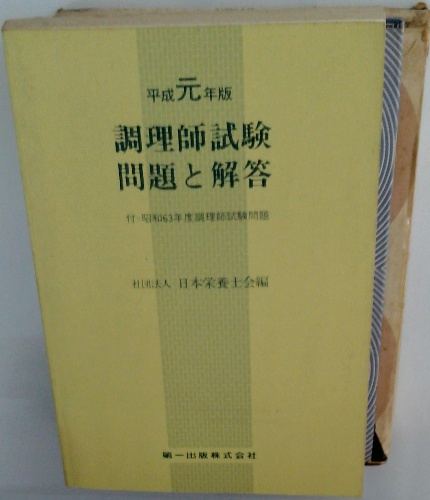 平成元年版
調理師試験
問題と解答
付-昭和63年度調理師試験問題
社団法人 日本栄養士会編
第一出版株式会社